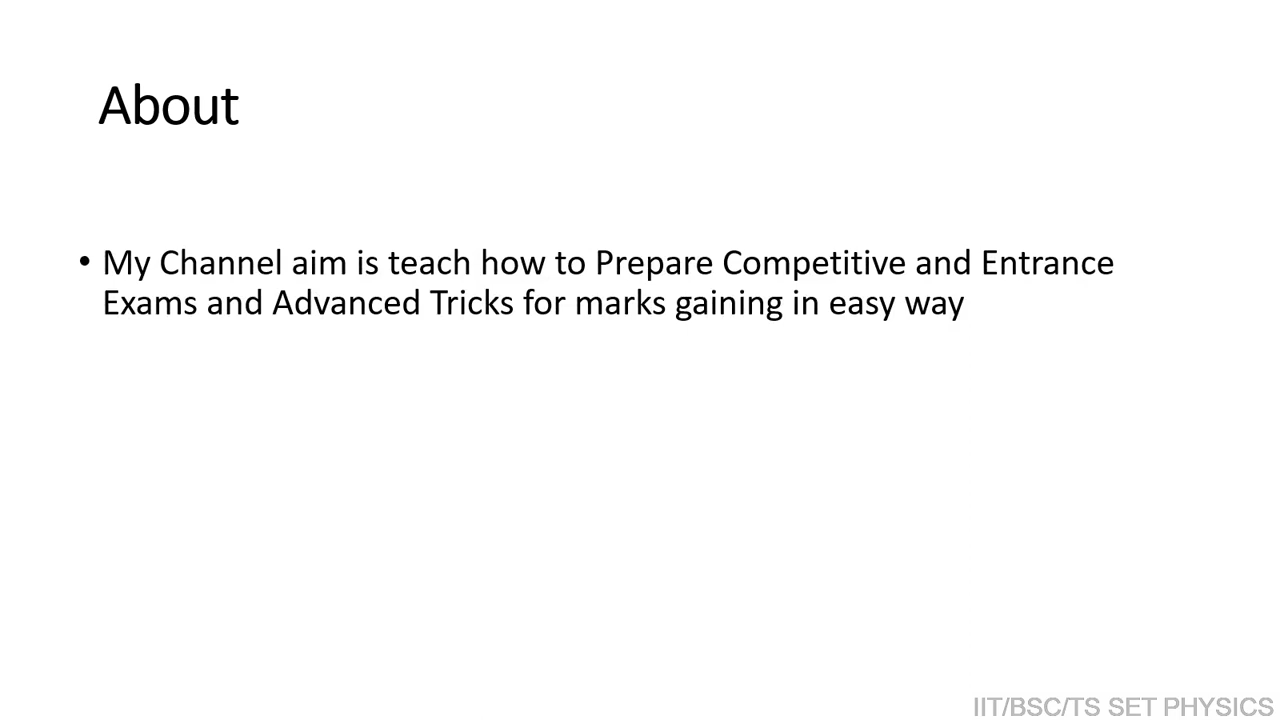 About
• My Channel aim is teach how to Prepare Competitive and Entrance
Exams and Advanced Tricks for marks gaining in easy way
IIT/BSC/TS SET PHYSICS